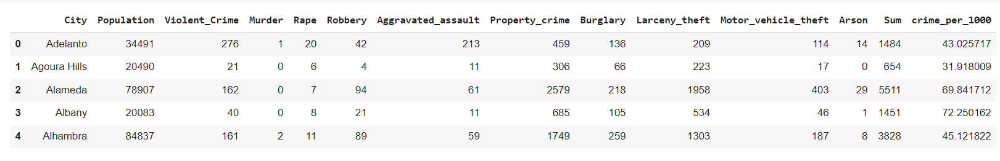 City Population Violent_Crime Murder Rape Robbery Aggravated_assault Property_crime Burglary Larceny_theft Motor_vehicle_theft Arson Sum crime_per_1000
0 Adelanto 34491 276 1 20 42 213 459 136 209 114 14 1484 43.025717
1 Agoura Hills 20490 21 0 6 4 11 306 66 223 17 0 654 31.918009
2 Alameda 78907 162 0 7 94 61 2579 218 1958 403 29 5511 69.841712
3 Albany 20083 40 0 8 21 11 685 105 534 46 1 1451 72.250162
4 Alhambra 84837 161 2 11 89 59 1749 259 1303 187 8 3828 45.121822